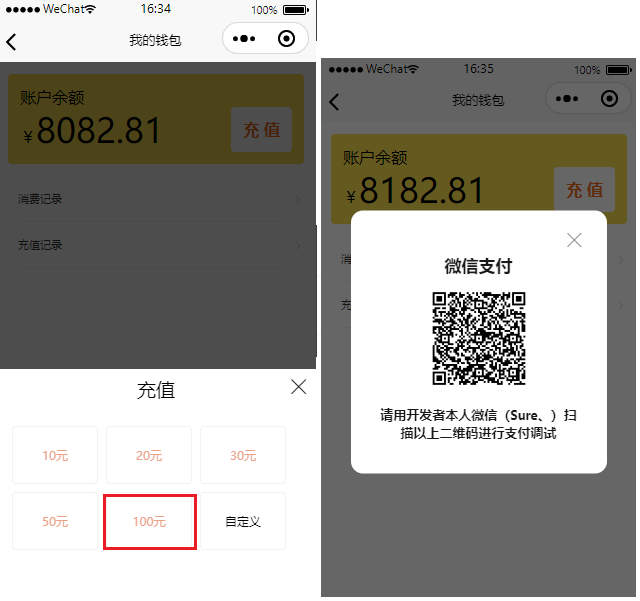 ●●●●● WeChat 16:34 100%
我的钱包
账户余额
¥8082.81
充 值
消费记录
充值记录
充值
10元 20元 30元
50元 100元 自定义
●●●●● WeChat 16:35 100%
我的钱包
账户余额
¥8182.81
充 值
消
充
微信支付
请用开发者本人微信（Sure、）扫
描以上二维码进行支付调试